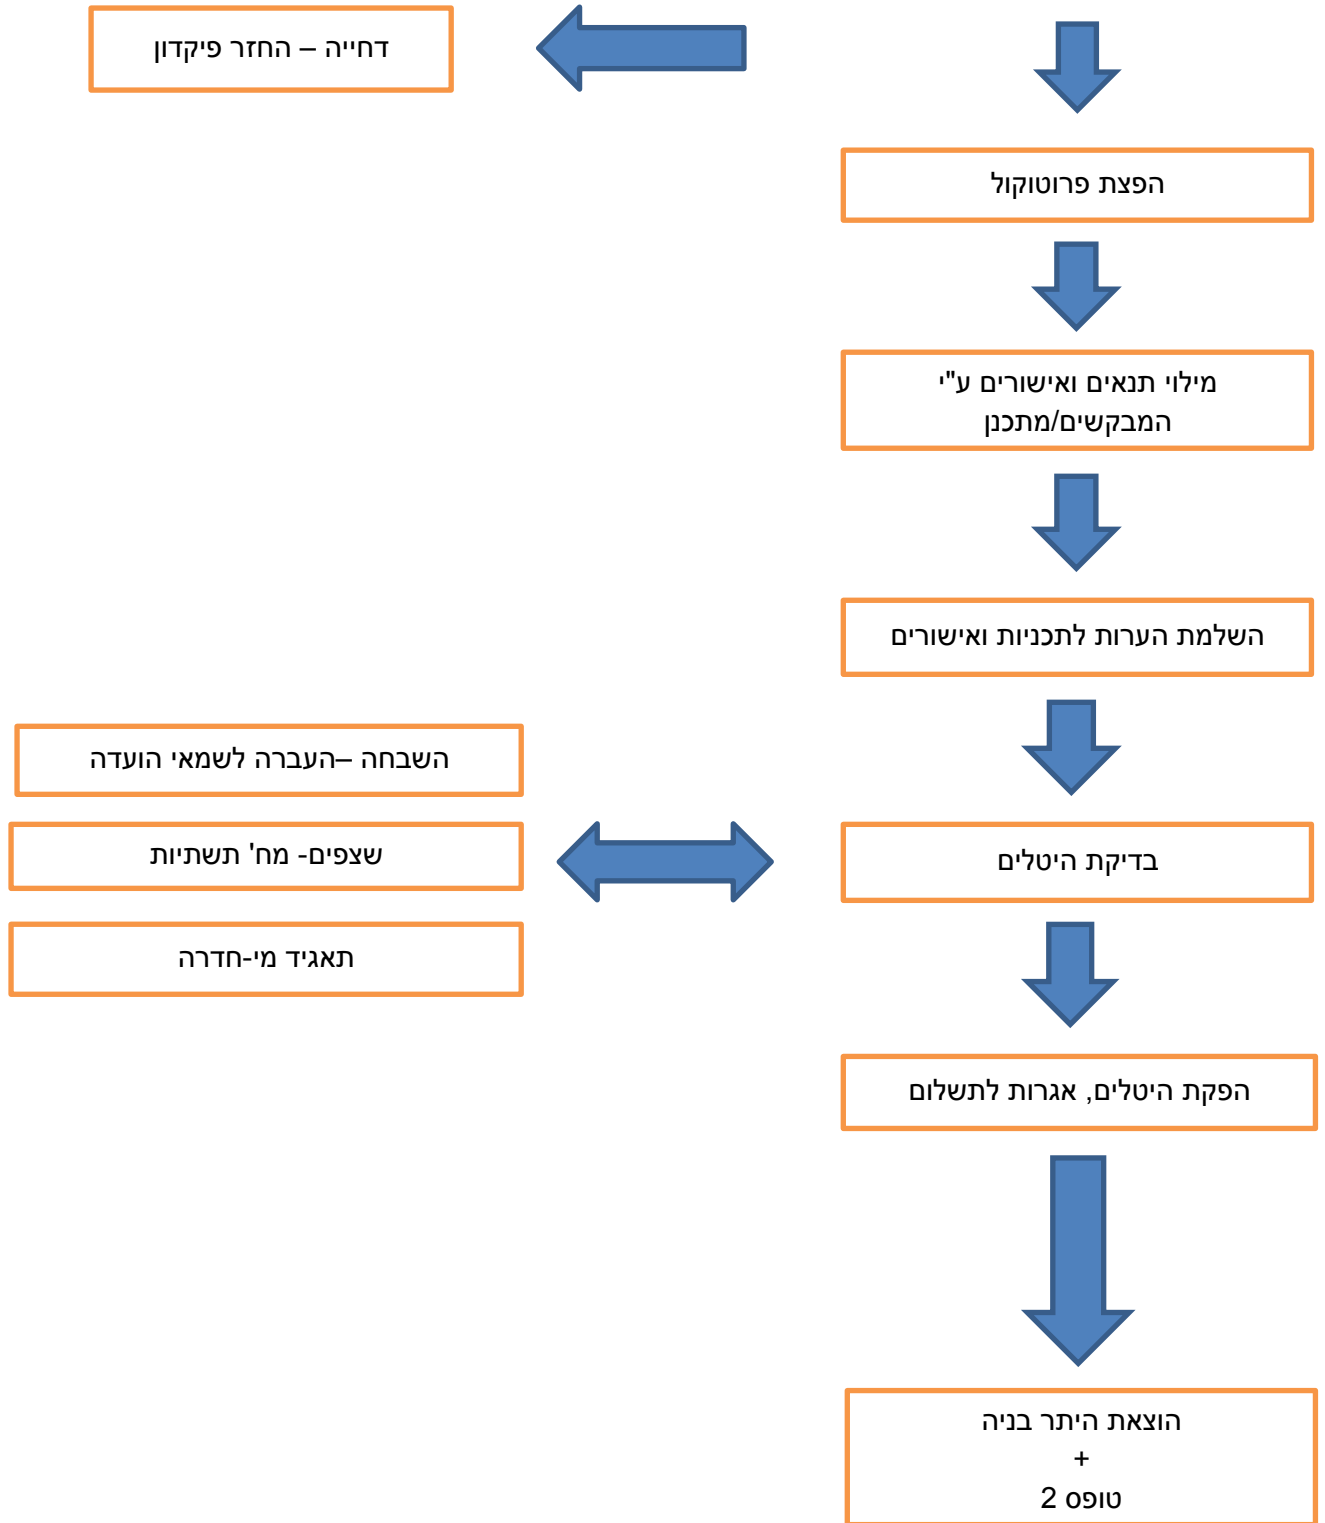 דחייה – החזר פיקדון
הפצת פרוטוקול
מילוי תנאים ואישורים ע"י
המבקשים/מתכנן
השלמת הערות לתכניות ואישורים
השבחה –העברה לשמאי הועדה
שצפים- מח' תשתיות
בדיקת היטלים
תאגיד מי-חדרה
הפקת היטלים, אגרות לתשלום
הוצאת היתר בניה
+
טופס 2